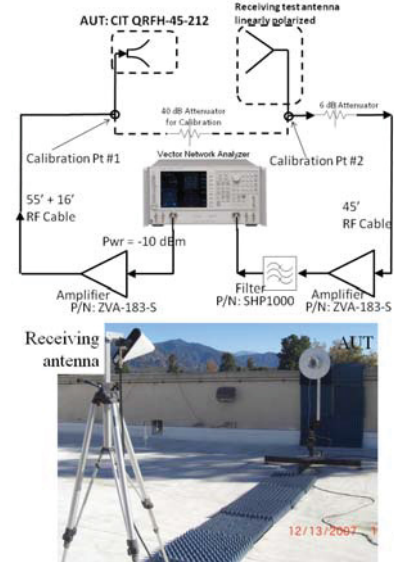 AUT: CIT QRFH-45-212
Receiving test antenna
linearly polarized
40 dB Attenuator
for Calibration
6 dB Attenuator
Calibration Pt #1
Vector Network Analyzer
Calibration Pt #2
55' + 16'
RF Cable
45'
RF Cable
Pwr = -10 dBm
Amplifier
P/N: ZVA-183-S
Filter
P/N: SHP1000
Amplifier
P/N: ZVA-183-S
Receiving
antenna
AUT
12/13/2007